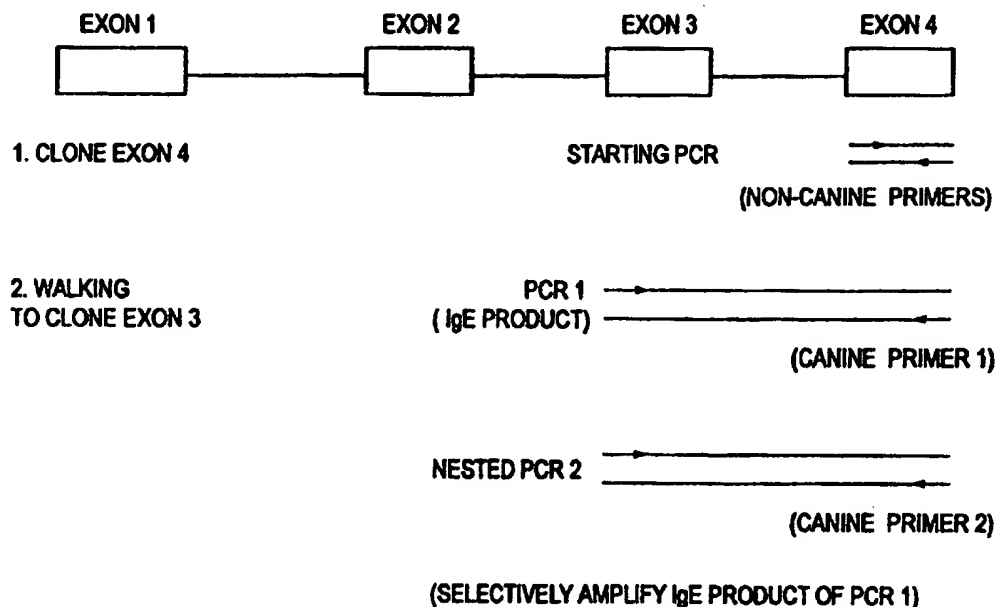 EXON 1 EXON 2 EXON 3 EXON 4
1. CLONE EXON 4 STARTING PCR
(NON-CANINE PRIMERS)
2. WALKING
TO CLONE EXON 3
PCR 1
( IgE PRODUCT)
(CANINE PRIMER 1)
NESTED PCR 2
(CANINE PRIMER 2)
(SELECTIVELY AMPLIFY IgE PRODUCT OF PCR 1)